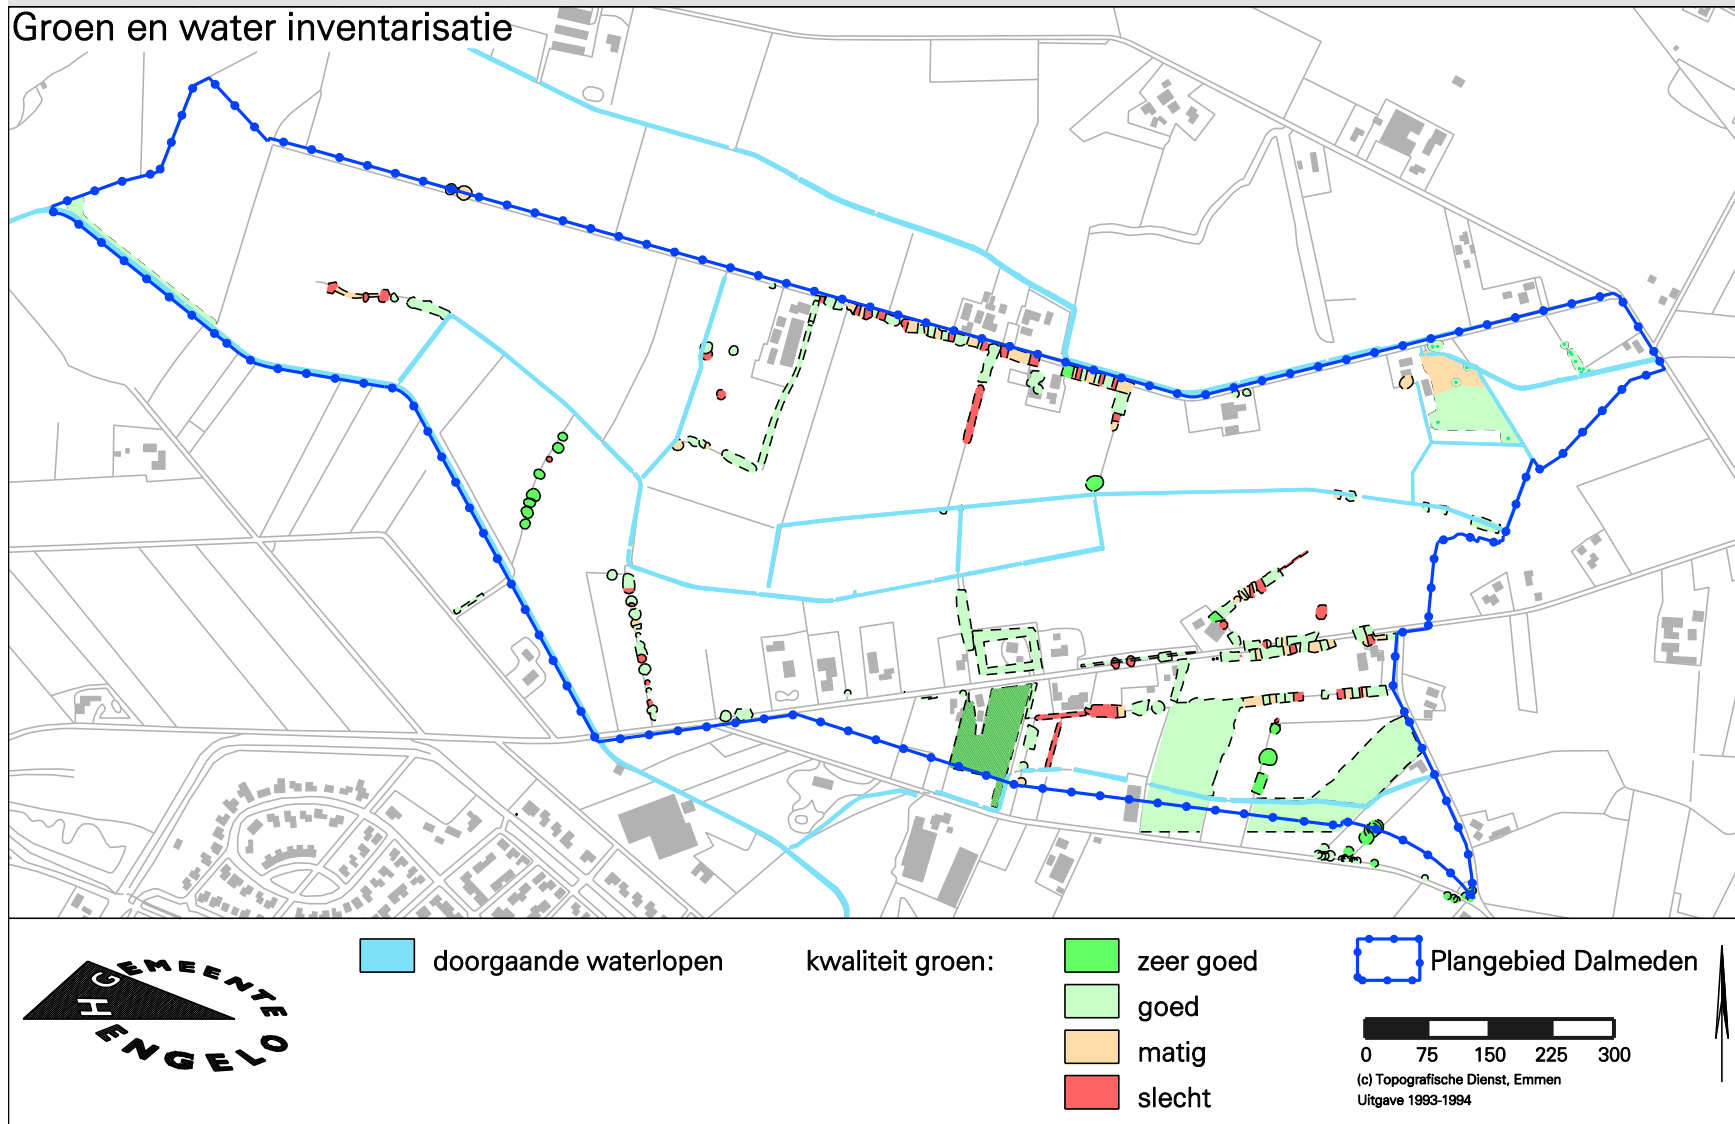 Groen en water inventarisatie
doorgaande waterlopen
kwaliteit groen:
zeer goed
goed
matig
slecht
Plangebied Dalmeden
0 75 150 225 300
(c) Topografische Dienst, Emmen
Uitgave 1993-1994
GEMEENTE
HENGELO
HG